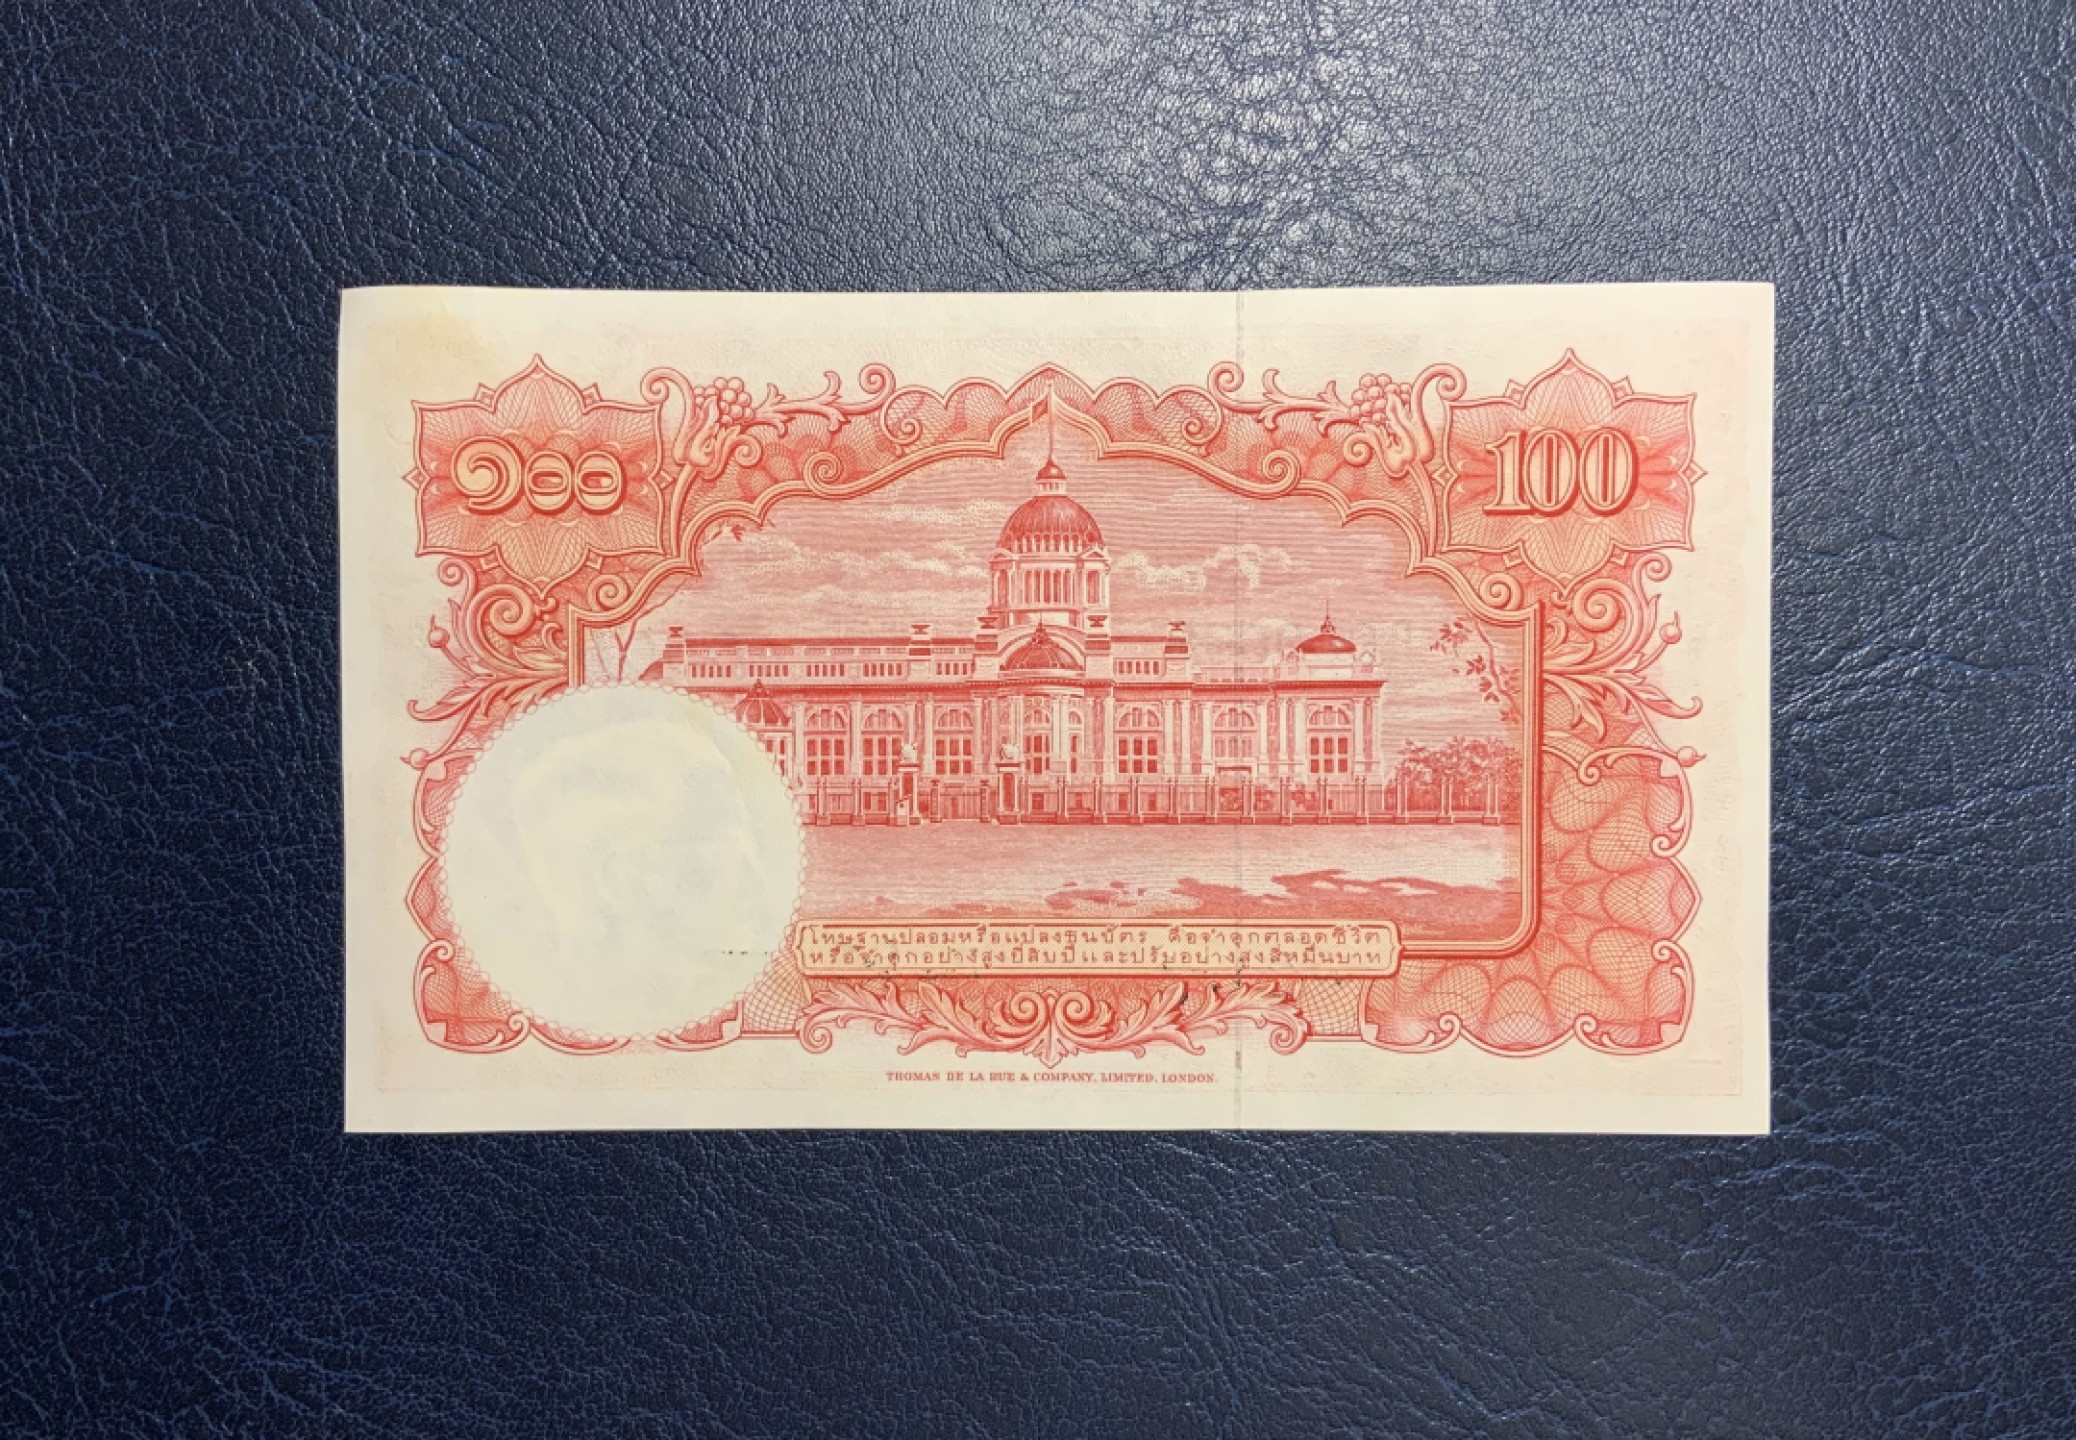 ๑๐๐
100
โทษฐานปลอมหรือแปลงธนบัตร คือจำคุกตลอดชีวิต
หรือจำคุกอย่างสูงยี่สิบปีและปรับอย่างสูงสี่หมื่นบาท
THOMAS DE LA RUE & COMPANY, LIMITED, LONDON.